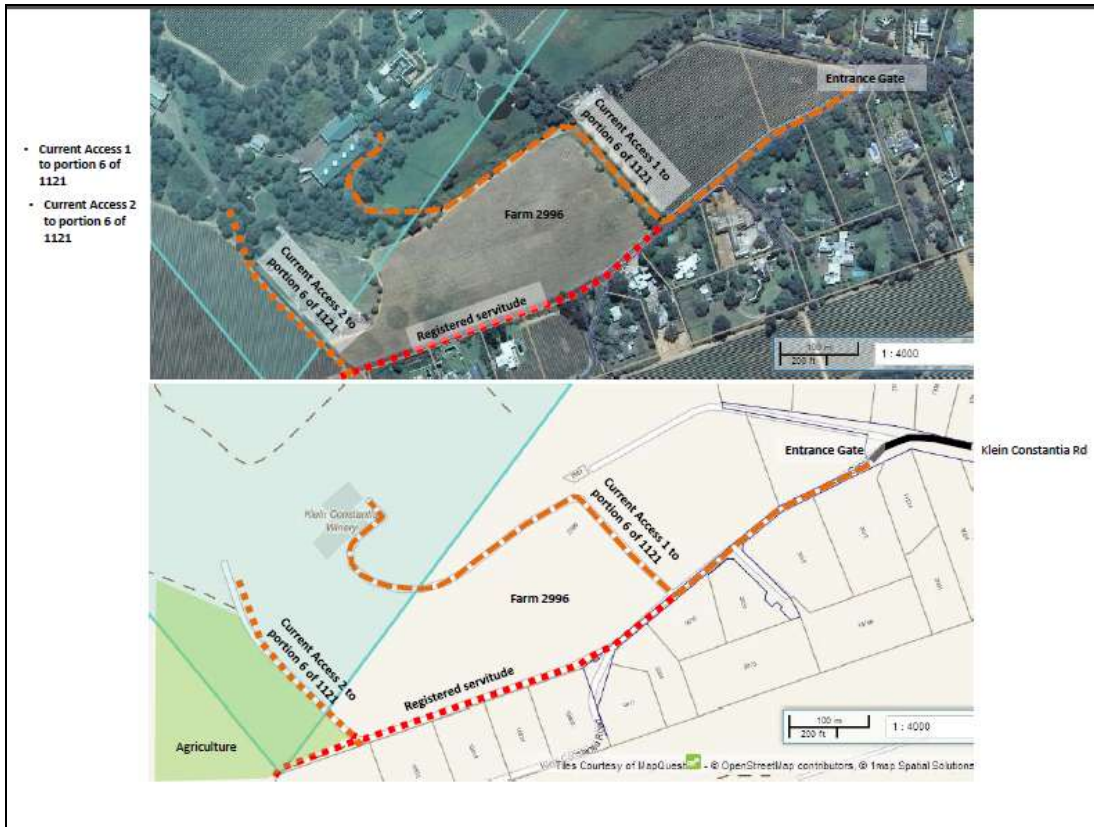 Entrance Gate
Current Access 1 to
portion 6 of
1121
• Current Access 1
to portion 6 of
1121
• Current Access 2
to portion 6 of
1121
Farm 2996
Current Access 2 to
portion 6 of
1121
Registered servitude
100 m
200 ft
1 : 4000
Entrance Gate
Klein Constantia Rd
Klein Constantia
Winery
Current Access 1 to
portion 6 of
1121
Farm 2996
Current Access 2 to
portion 6 of
1121
Registered servitude
Agriculture
100 m
200 ft
1 : 4000
Tiles Courtesy of MapQuest - © OpenStreetMap contributors, © 1map Spatial Solutions